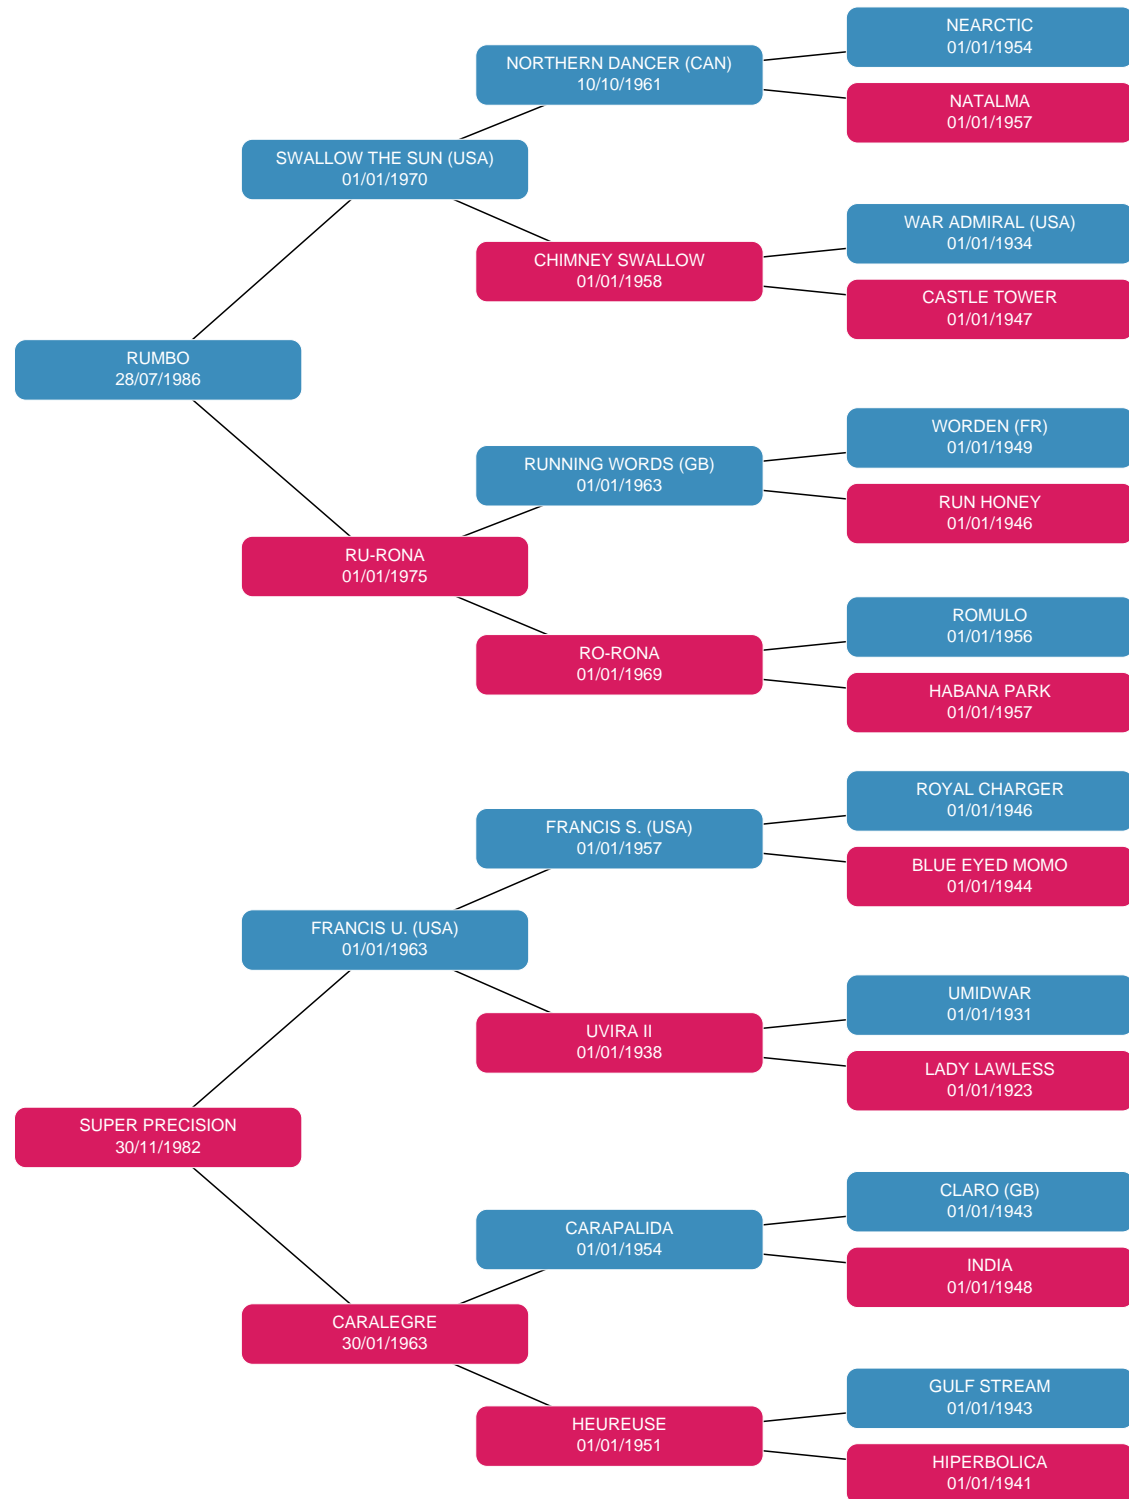 NEARCTIC
01/01/1954
NORTHERN DANCER (CAN)
10/10/1961
NATALMA
01/01/1957
SWALLOW THE SUN (USA)
01/01/1970
WAR ADMIRAL (USA)
01/01/1934
CHIMNEY SWALLOW
01/01/1958
CASTLE TOWER
01/01/1947
RUMBO
28/07/1986
WORDEN (FR)
01/01/1949
RUNNING WORDS (GB)
01/01/1963
RUN HONEY
01/01/1946
RU-RONA
01/01/1975
ROMULO
01/01/1956
RO-RONA
01/01/1969
HABANA PARK
01/01/1957
ROYAL CHARGER
01/01/1946
FRANCIS S. (USA)
01/01/1957
BLUE EYED MOMO
01/01/1944
FRANCIS U. (USA)
01/01/1963
UMIDWAR
01/01/1931
UVIRA II
01/01/1938
LADY LAWLESS
01/01/1923
SUPER PRECISION
30/11/1982
CLARO (GB)
01/01/1943
CARAPALIDA
01/01/1954
INDIA
01/01/1948
CARALEGRE
30/01/1963
GULF STREAM
01/01/1943
HEUREUSE
01/01/1951
HIPERBOLICA
01/01/1941